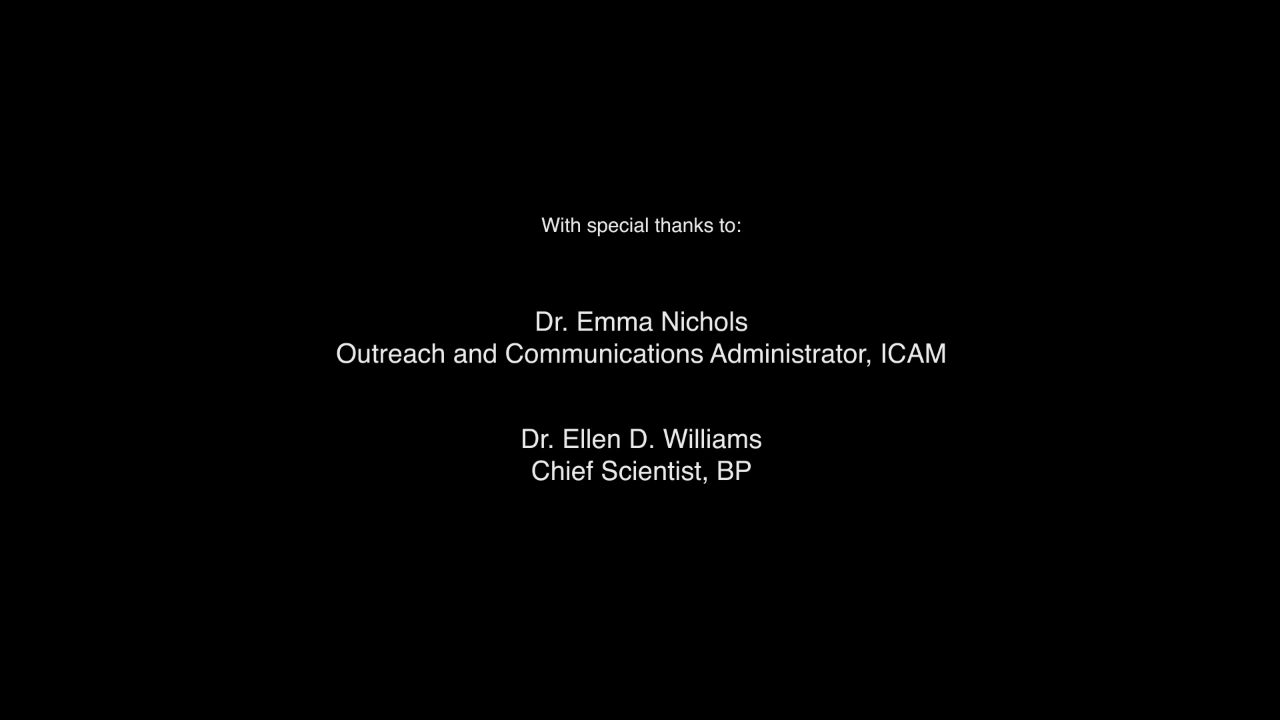 With special thanks to:
Dr. Emma Nichols
Outreach and Communications Administrator, ICAM
Dr. Ellen D. Williams
Chief Scientist, BP